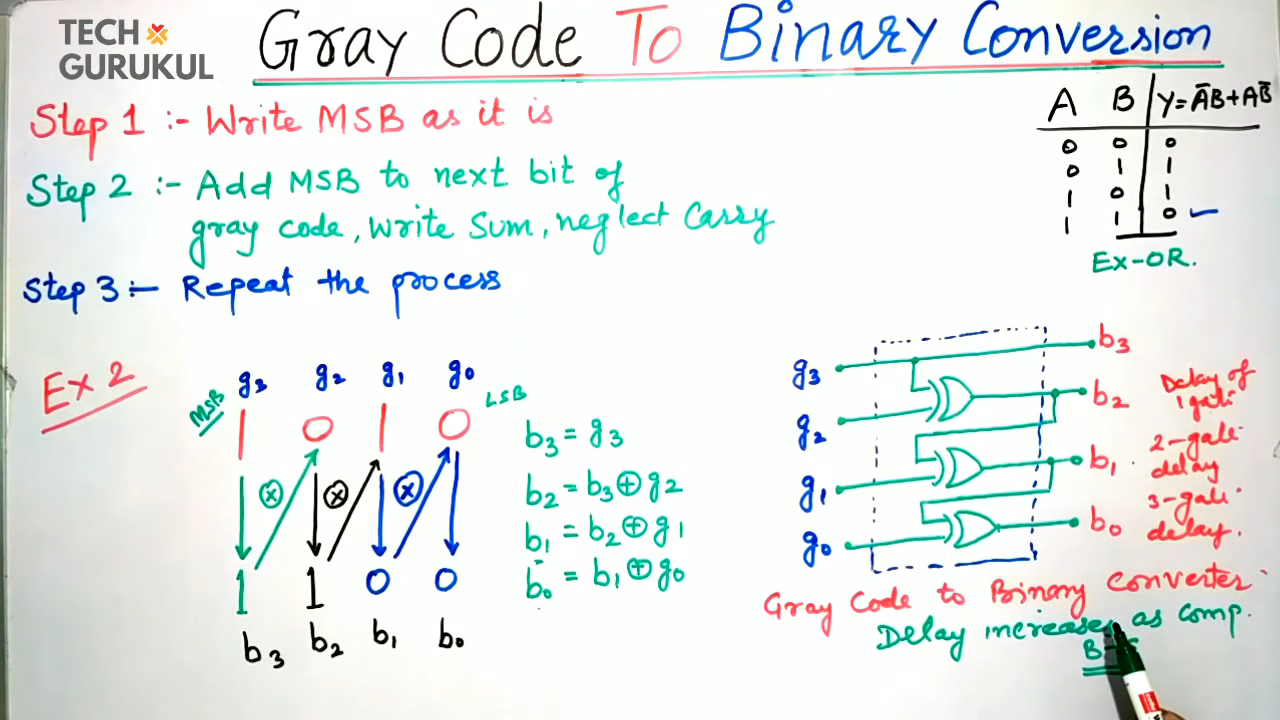 TECH
GURUKUL
Gray Code To Binary Conversion
Step 1 :- Write MSB as it is
Step 2 :- Add MSB to next bit of
gray code, write Sum, neglect Carry
Step 3 :- Repeat the process
A B Y = A̅B + AB̅
0 0 0
0 1 1
1 0 1
1 1 0
Ex-OR.
Ex 2
g3 g2 g1 g0
MSB 1 0 1 0 LSB
ⓧ ⓧ ⓧ
1 1 0 0
b3 b2 b1 b0
b3 = g3
b2 = b3 ⊕ g2
b1 = b2 ⊕ g1
b0 = b1 ⊕ g0
g3 b3
g2 b2
g1 b1
g0 b0
Delay of
1 gate
2-gate
delay
3-gate
delay.
Gray Code to Binary Converter
Delay increases as comp.
B